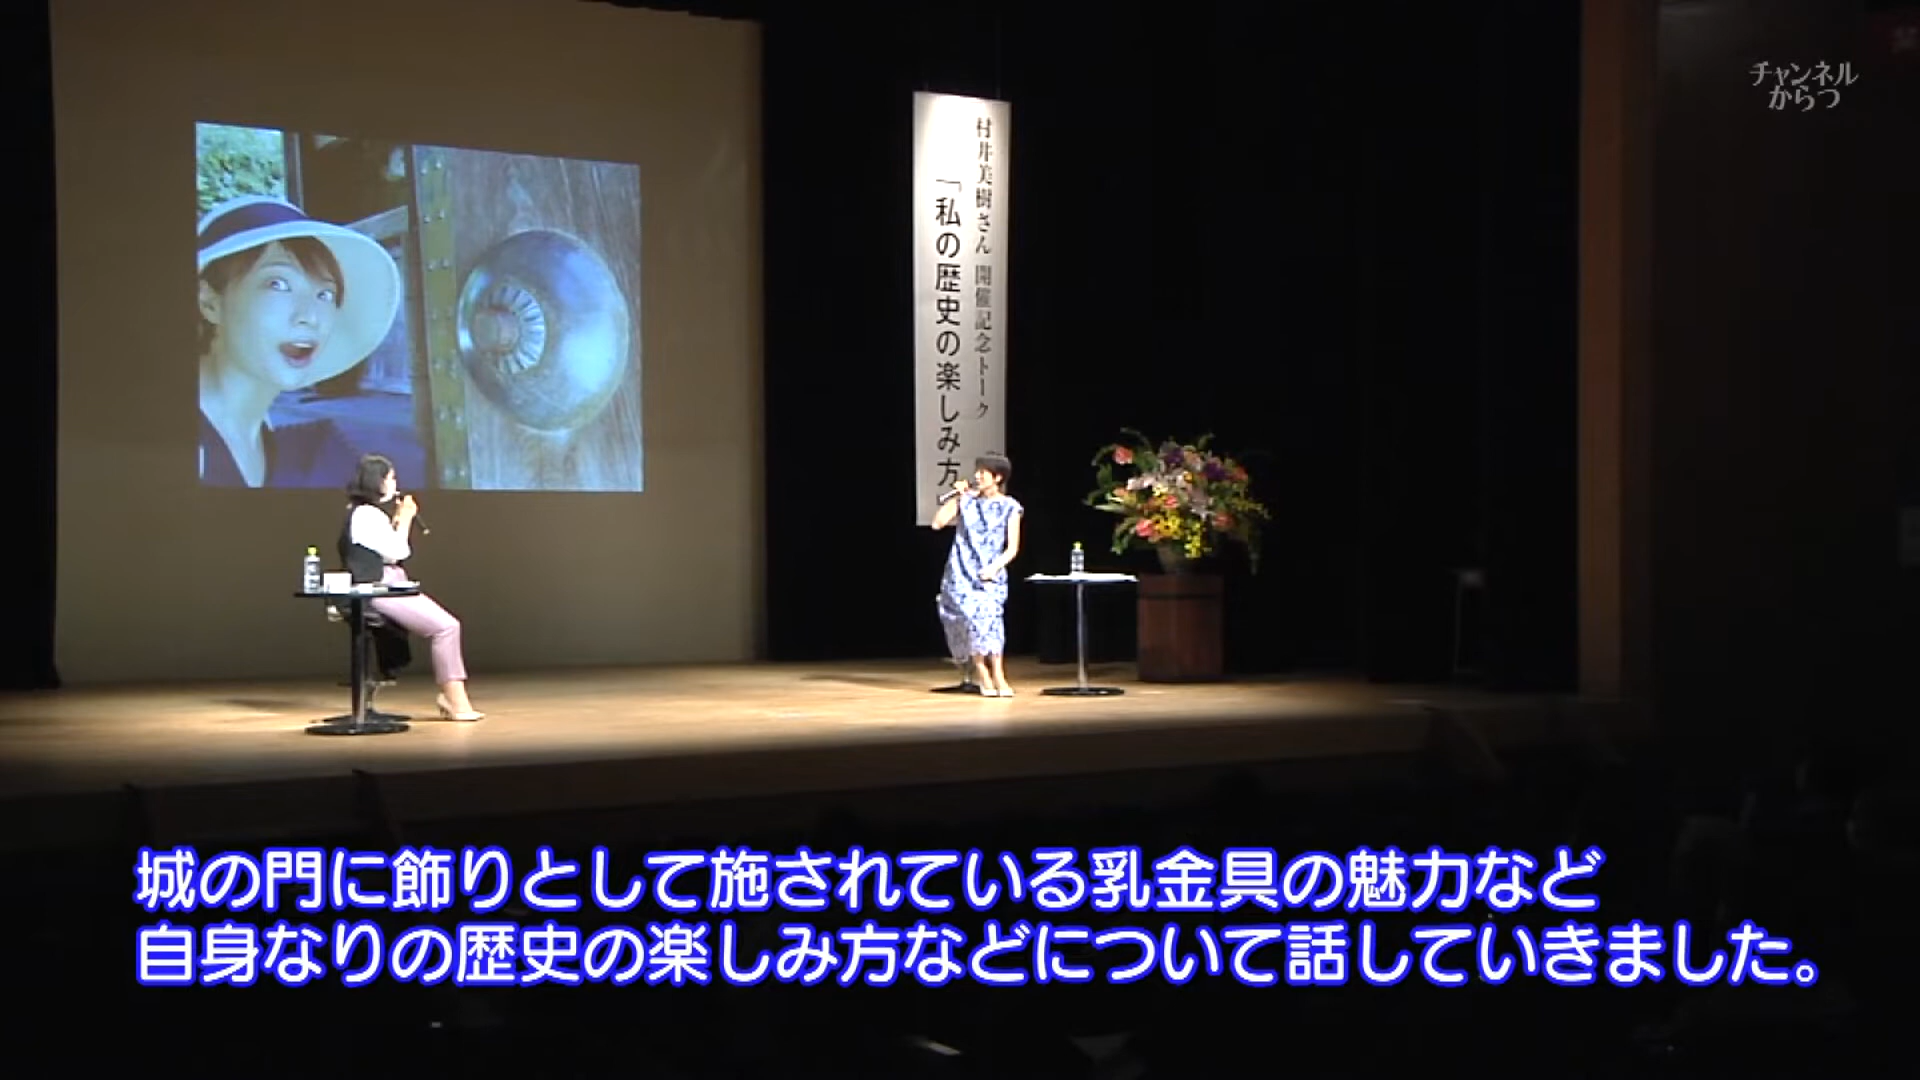 チャンネル
からつ
村井美樹さん 開催記念トーク
「私の歴史の楽しみ方」
城の門に飾りとして施されている乳金具の魅力など
自身なりの歴史の楽しみ方などについて話していきました。